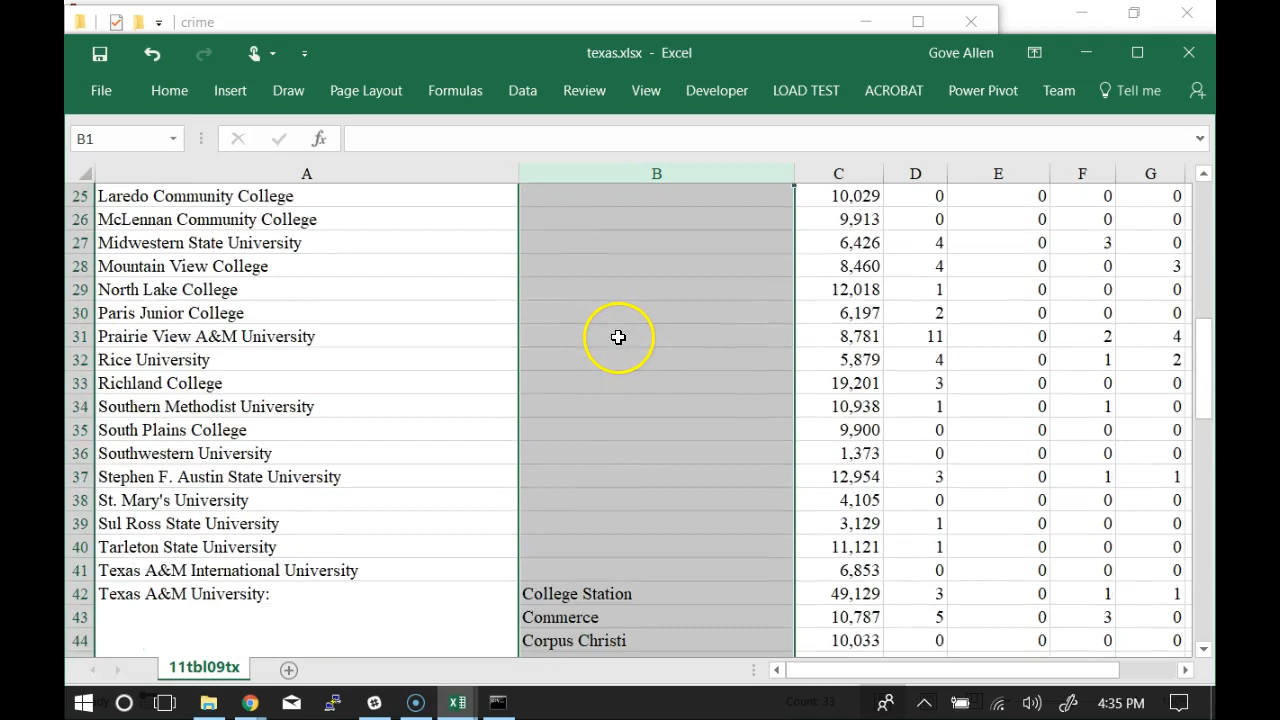 crime
texas.xlsx - Excel
Gove Allen
File Home Insert Draw Page Layout Formulas Data Review View Developer LOAD TEST ACROBAT Power Pivot Team Tell me
B1 fx
A B C D E F G
25 Laredo Community College 10,029 0 0 0 0
26 McLennan Community College 9,913 0 0 0 0
27 Midwestern State University 6,426 4 0 3 0
28 Mountain View College 8,460 4 0 0 3
29 North Lake College 12,018 1 0 0 0
30 Paris Junior College 6,197 2 0 0 0
31 Prairie View A&M University 8,781 11 0 2 4
32 Rice University 5,879 4 0 1 2
33 Richland College 19,201 3 0 0 0
34 Southern Methodist University 10,938 1 0 1 0
35 South Plains College 9,900 0 0 0 0
36 Southwestern University 1,373 0 0 0 0
37 Stephen F. Austin State University 12,954 3 0 1 1
38 St. Mary's University 4,105 0 0 0 0
39 Sul Ross State University 3,129 1 0 0 0
40 Tarleton State University 11,121 1 0 0 0
41 Texas A&M International University 6,853 0 0 0 0
42 Texas A&M University: College Station 49,129 3 0 1 1
43 Commerce 10,787 5 0 3 0
44 Corpus Christi 10,033 0 0 0 0
11tbl09tx
Count: 33
4:35 PM